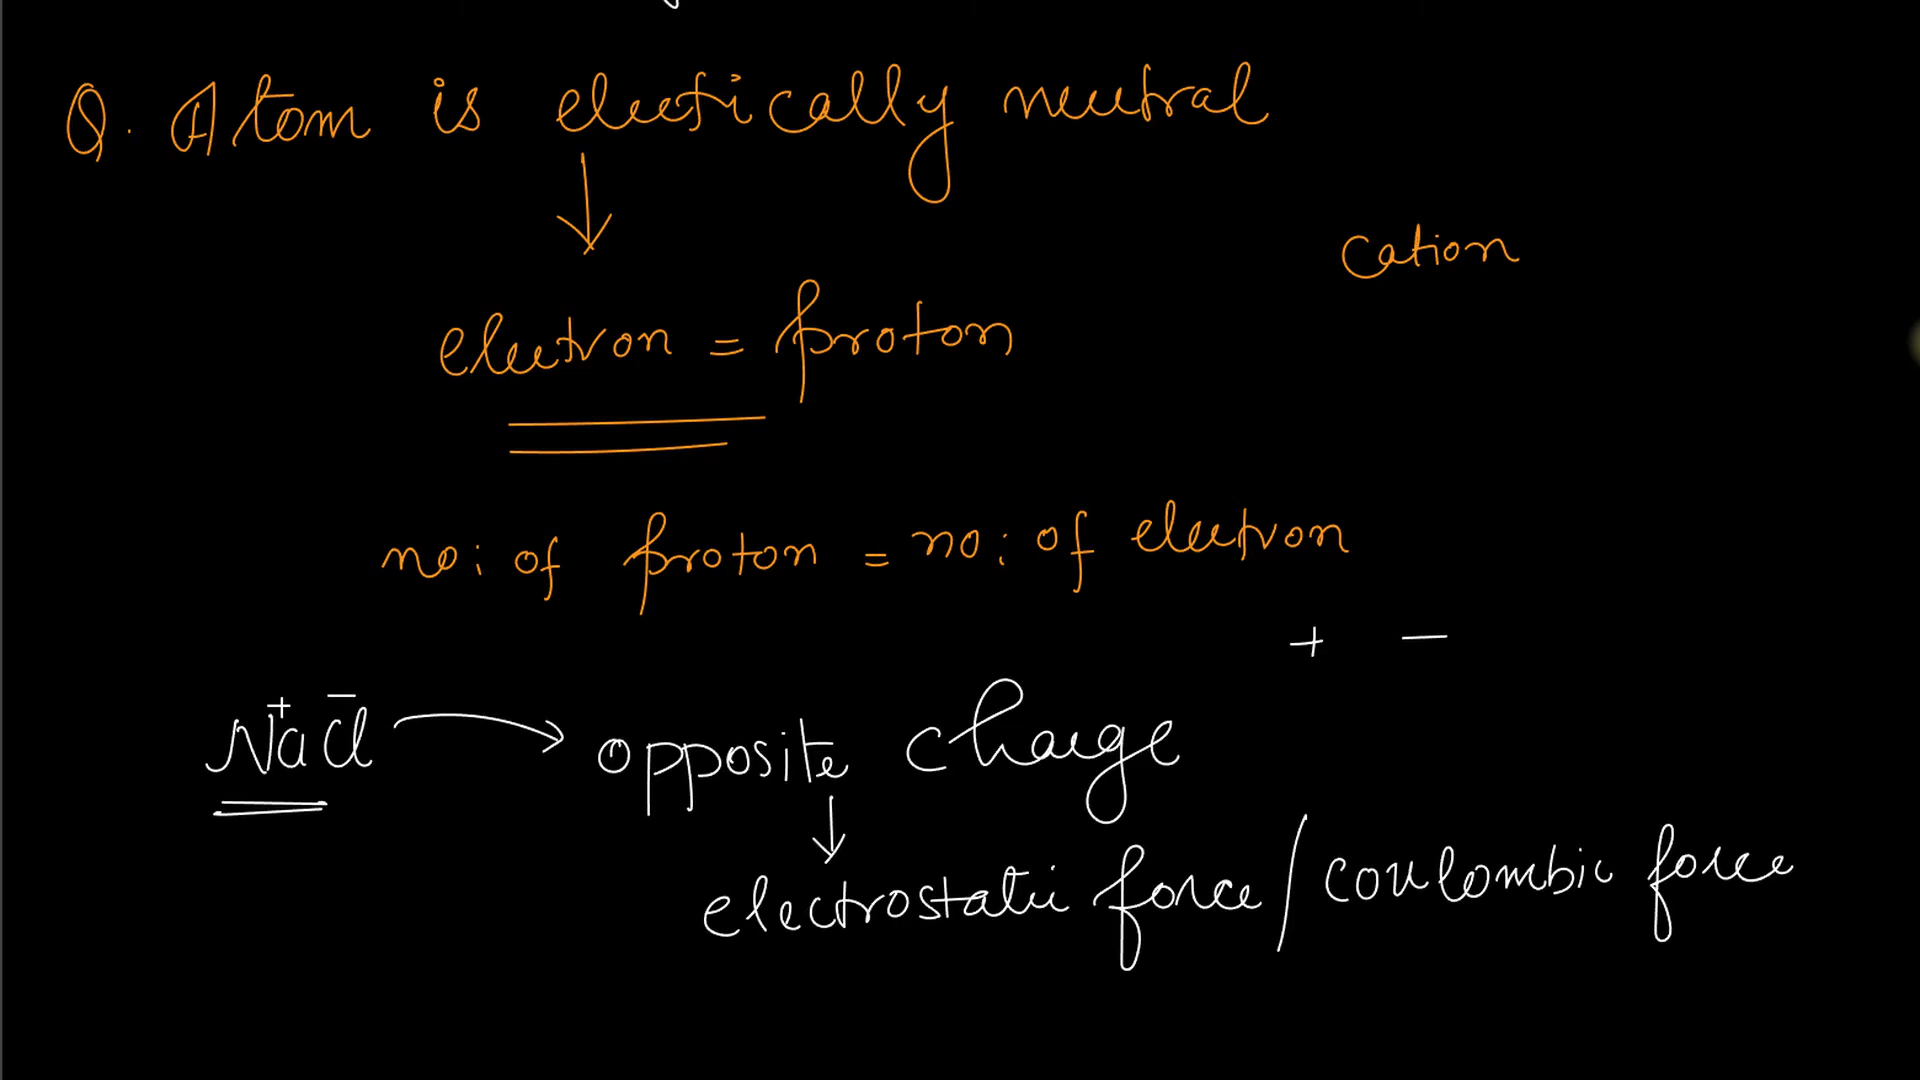 Q. Atom is electically neutral
cation
electron = proton
no: of proton = no: of electron
+ −
Na⁺Cl⁻ → opposite charge
electrostatic force / coulombic force